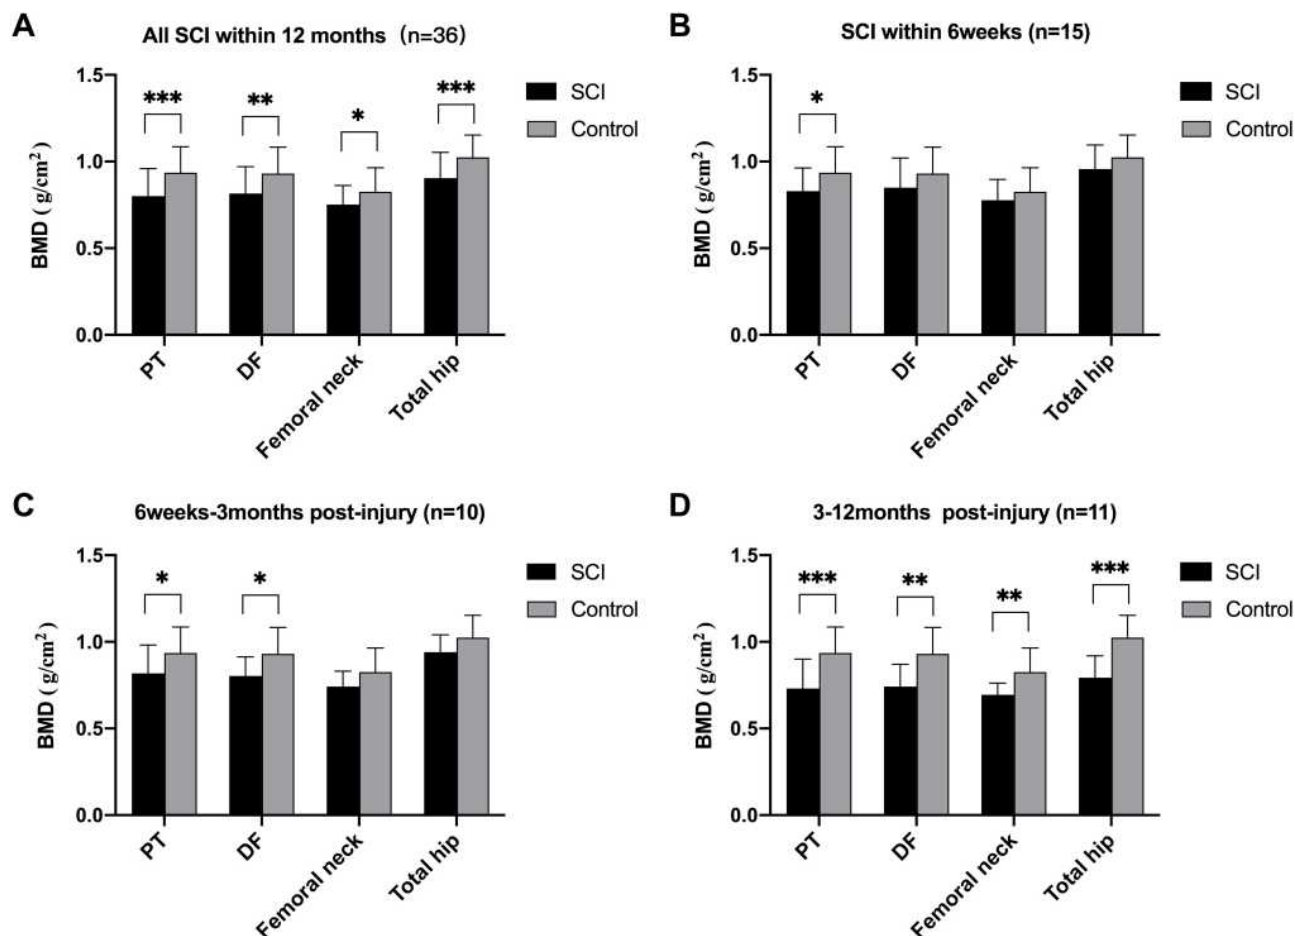 A
All SCI within 12 months (n=36)
1.5
1.0
0.5
0.0
BMD ( g/cm²)
***
**
*
***
SCI
Control
PT
DF
Femoral neck
Total hip
B
SCI within 6weeks (n=15)
1.5
1.0
0.5
0.0
BMD ( g/cm²)
*
SCI
Control
PT
DF
Femoral neck
Total hip
C
6weeks-3months post-injury (n=10)
1.5
1.0
0.5
0.0
BMD ( g/cm²)
*
*
SCI
Control
PT
DF
Femoral neck
Total hip
D
3-12months post-injury (n=11)
1.5
1.0
0.5
0.0
BMD ( g/cm²)
***
**
**
***
SCI
Control
PT
DF
Femoral neck
Total hip